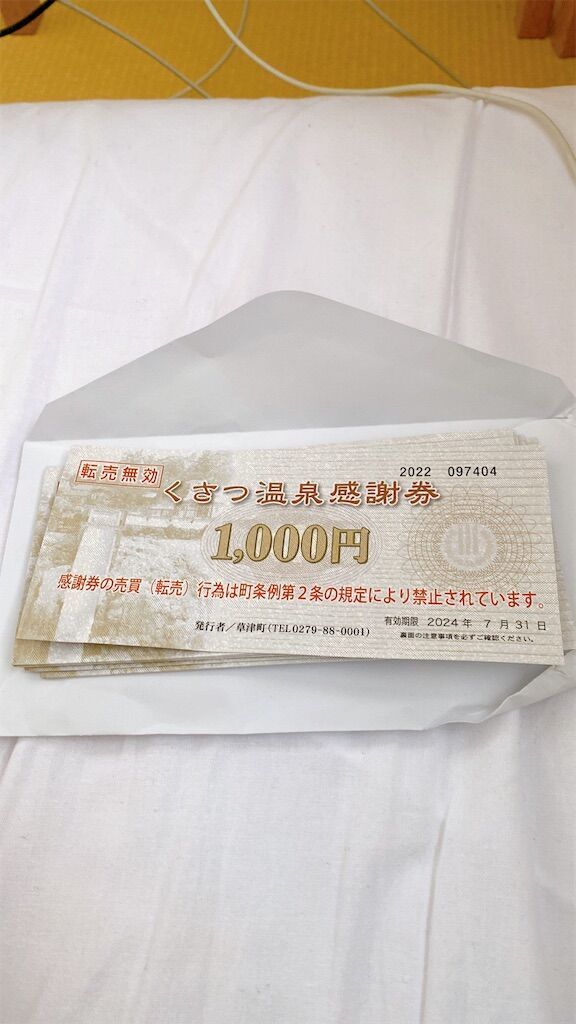 転売無効
2022 097404
くさつ温泉感謝券
1,000円
感謝券の売買（転売）行為は町条例第２条の規定により禁止されています。
発行者／草津町(TEL0279-88-0001)
有効期限 2024年 7月31日
裏面の注意事項を必ずご確認ください。